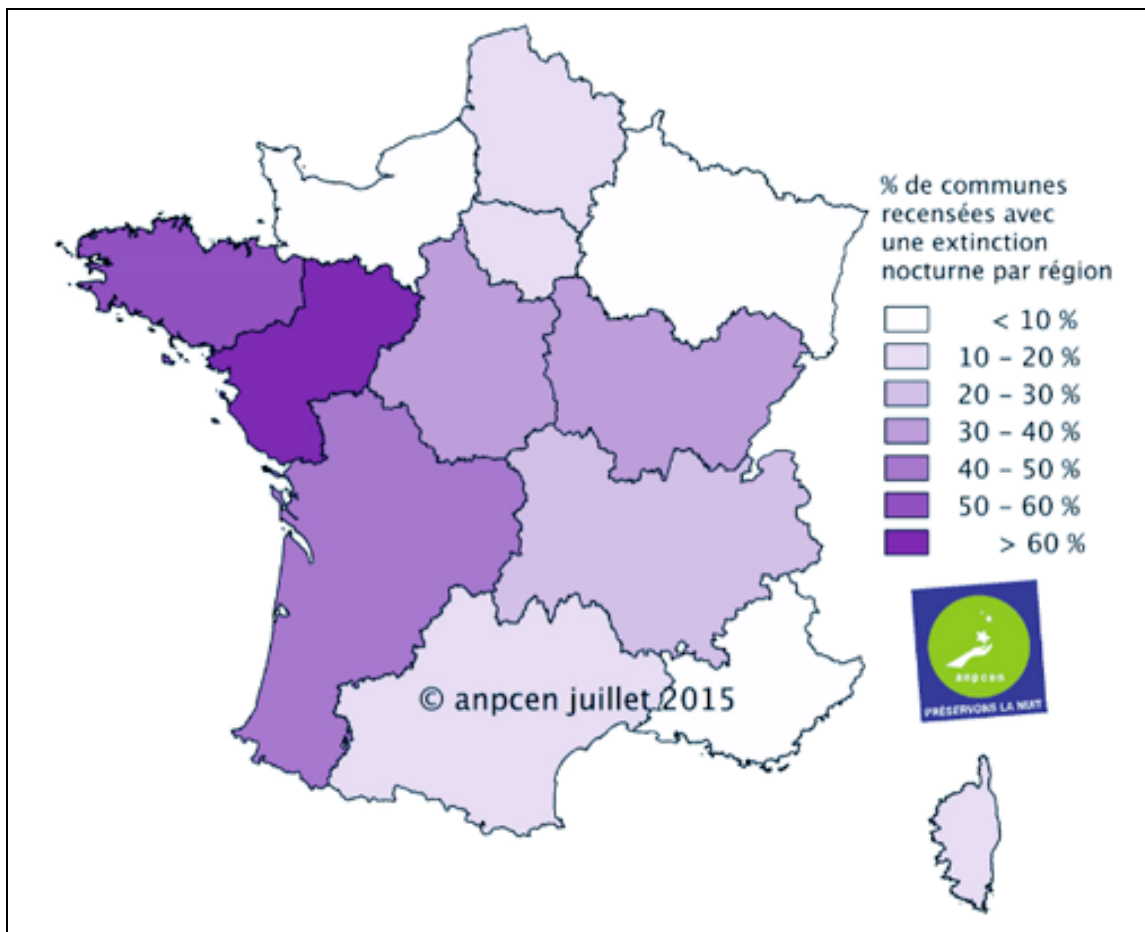 % de communes
recensées avec
une extinction
nocturne par région
< 10 %
10 – 20 %
20 – 30 %
30 – 40 %
40 – 50 %
50 – 60 %
> 60 %
© anpcen juillet 2015
anpcen
PRÉSERVONS LA NUIT